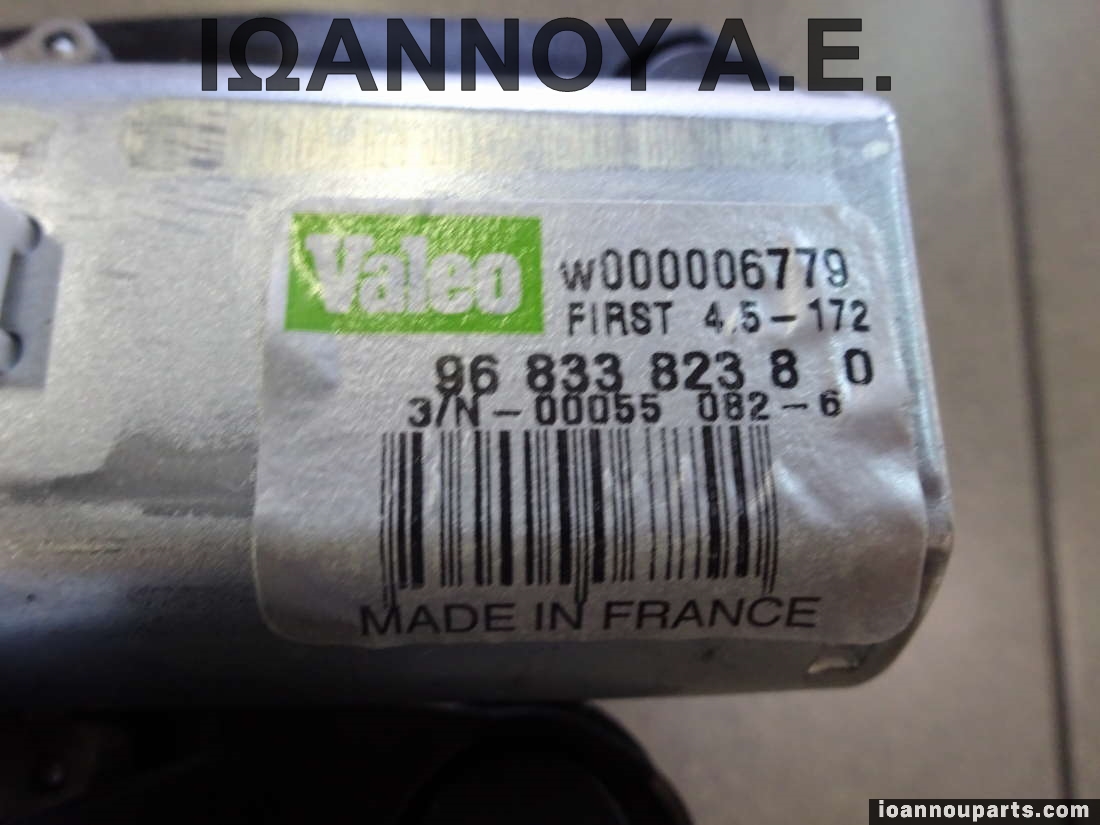 ΙΩΑΝΝΟΥ Α.Ε.
Valeo
W000006779
FIRST 4.5-172
96 833 823 8 0
3/N-00055 082-6
MADE IN FRANCE
ioannouparts.com